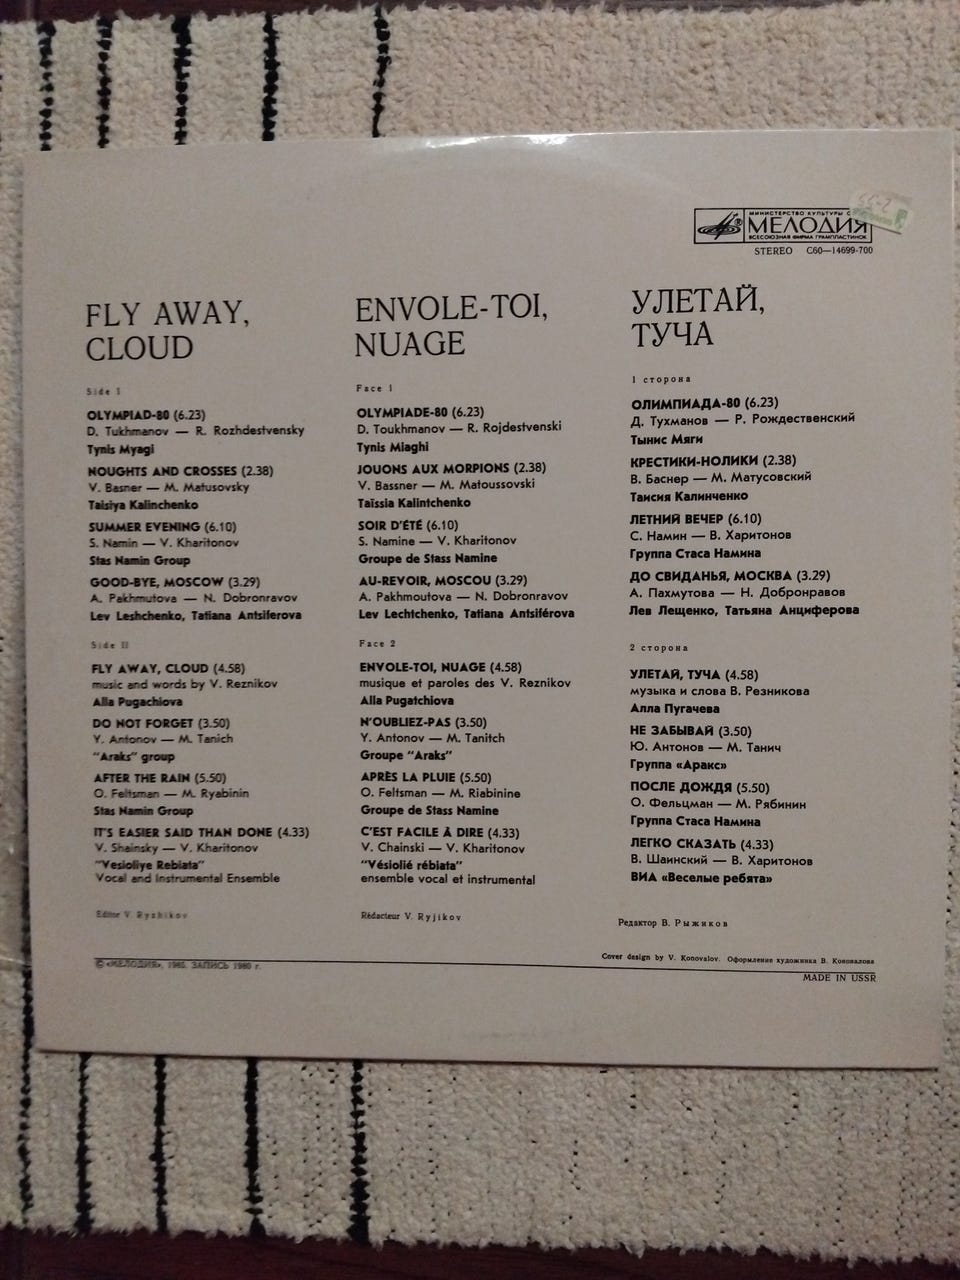 МИНИСТЕРСТВО КУЛЬТУРЫ
МЕЛОДИЯ
ВСЕСОЮЗНАЯ ФИРМА ГРАМПЛАСТИНОК
STEREO С60—14699-700
FLY AWAY,
CLOUD
Side I
OLYMPIAD-80 (6.23)
D. Tukhmanov — R. Rozhdestvensky
Tynis Myagi
NOUGHTS AND CROSSES (2.38)
V. Basner — M. Matusovsky
Taisiya Kalinchenko
SUMMER EVENING (6.10)
S. Namin — V. Kharitonov
Stas Namin Group
GOOD-BYE, MOSCOW (3.29)
A. Pakhmutova — N. Dobronravov
Lev Leshchenko, Tatiana Antsiferova
Side II
FLY AWAY, CLOUD (4.58)
music and words by V. Reznikov
Alla Pugachiova
DO NOT FORGET (3.50)
Y. Antonov — M. Tanich
"Araks" group
AFTER THE RAIN (5.50)
O. Feltsman — M. Ryabinin
Stas Namin Group
IT'S EASIER SAID THAN DONE (4.33)
V. Shainsky — V. Kharitonov
"Vesioliye Rebiata"
Vocal and Instrumental Ensemble
Editor V. Ryzhikov
ENVOLE-TOI,
NUAGE
Face 1
OLYMPIADE-80 (6.23)
D. Toukhmanov — R. Rojdestvenski
Tynis Miaghi
JOUONS AUX MORPIONS (2.38)
V. Bassner — M. Matoussovski
Taïssia Kalintchenko
SOIR D'ÉTÉ (6.10)
S. Namine — V. Kharitonov
Groupe de Stass Namine
AU-REVOIR, MOSCOU (3.29)
A. Pakhmoutova — N. Dobronravov
Lev Lechtchenko, Tatiana Antsiférova
Face 2
ENVOLE-TOI, NUAGE (4.58)
musique et paroles des V. Reznikov
Alla Pugatchiova
N'OUBLIEZ-PAS (3.50)
Y. Antonov — M. Tanitch
Groupe "Araks"
APRÈS LA PLUIE (5.50)
O. Feltsman — M. Riabinine
Groupe de Stass Namine
C'EST FACILE À DIRE (4.33)
V. Chainski — V. Kharitonov
"Vésiolié rébiata"
ensemble vocal et instrumental
Rédacteur V. Ryjikov
УЛЕТАЙ,
ТУЧА
1 сторона
ОЛИМПИАДА-80 (6.23)
Д. Тухманов — Р. Рождественский
Тынис Мяги
КРЕСТИКИ-НОЛИКИ (2.38)
В. Баснер — М. Матусовский
Таисия Калинченко
ЛЕТНИЙ ВЕЧЕР (6.10)
С. Намин — В. Харитонов
Группа Стаса Намина
ДО СВИДАНЬЯ, МОСКВА (3.29)
А. Пахмутова — Н. Добронравов
Лев Лещенко, Татьяна Анциферова
2 сторона
УЛЕТАЙ, ТУЧА (4.58)
музыка и слова В. Резникова
Алла Пугачева
НЕ ЗАБЫВАЙ (3.50)
Ю. Антонов — М. Танич
Группа «Аракс»
ПОСЛЕ ДОЖДЯ (5.50)
О. Фельцман — М. Рябинин
Группа Стаса Намина
ЛЕГКО СКАЗАТЬ (4.33)
В. Шаинский — В. Харитонов
ВИА «Веселые ребята»
Редактор В. Рыжиков
© «МЕЛОДИЯ», ЗАПИСЬ 1980 г.
Cover design by V. Konovalov. Оформление художника В. Коновалова
MADE IN USSR